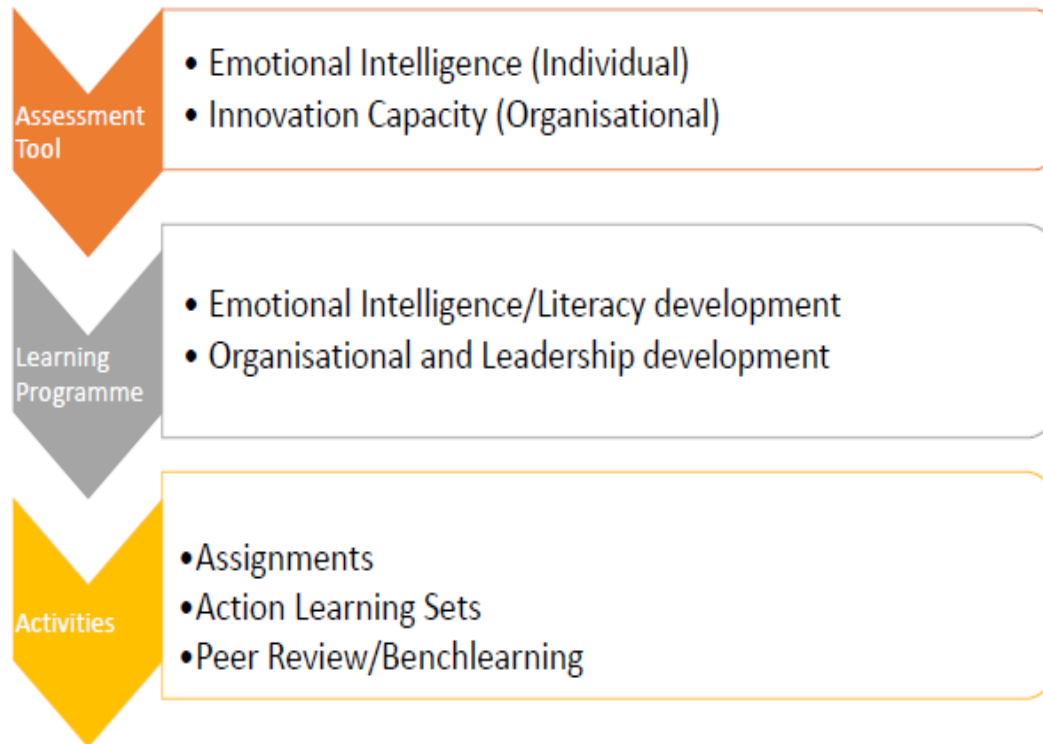 Assessment
Tool
• Emotional Intelligence (Individual)
• Innovation Capacity (Organisational)
Learning
Programme
• Emotional Intelligence/Literacy development
• Organisational and Leadership development
Activities
•Assignments
•Action Learning Sets
•Peer Review/Benchlearning